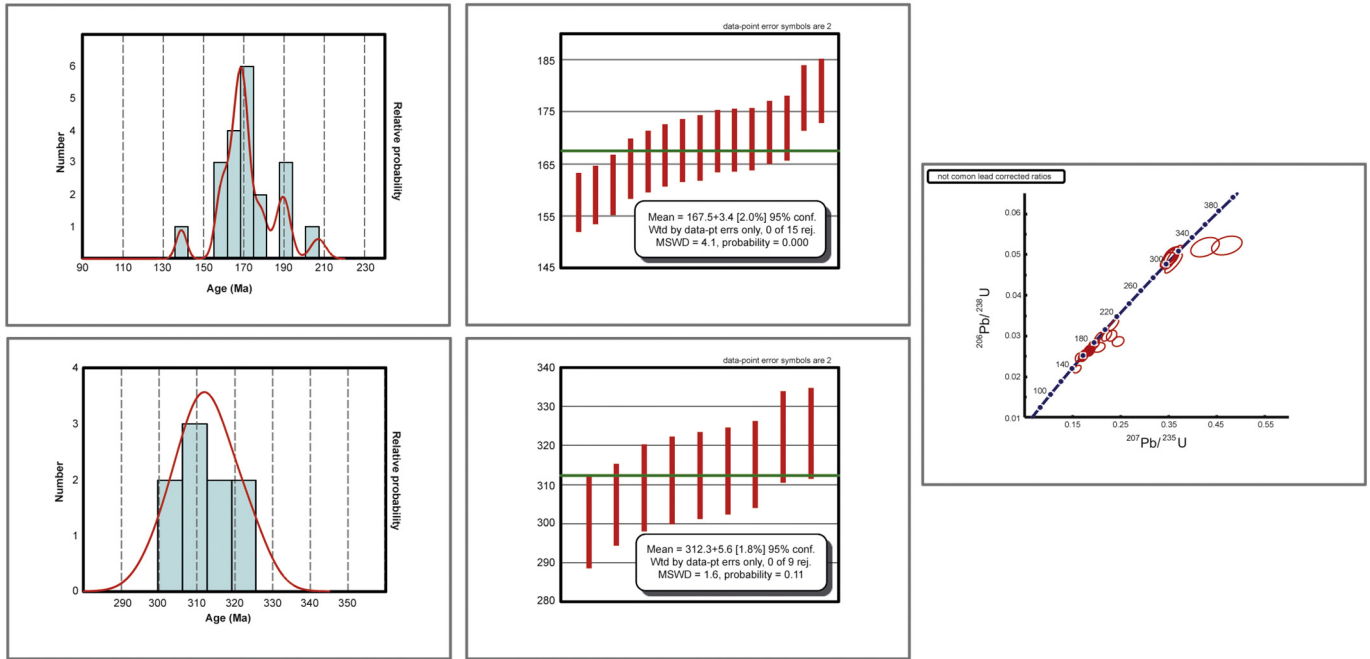 6
5
4
3
2
1
Number
Relative probability
90 110 130 150 170 190 210 230
Age (Ma)
data-point error symbols are 2
185
175
165
155
145
Mean = 167.5+3.4 [2.0%] 95% conf.
Wtd by data-pt errs only, 0 of 15 rej.
MSWD = 4.1, probability = 0.000
4
3
2
1
0
Number
Relative probability
290 300 310 320 330 340 350
Age (Ma)
data-point error symbols are 2
340
330
320
310
300
290
280
Mean = 312.3+5.6 [1.8%] 95% conf.
Wtd by data-pt errs only, 0 of 9 rej.
MSWD = 1.6, probability = 0.11
not comon lead corrected ratios
0.06
0.05
0.04
0.03
0.02
0.01
206Pb/238U
380
340
300
260
220
180
140
100
0.15 0.25 0.35 0.45 0.55
207Pb/235U